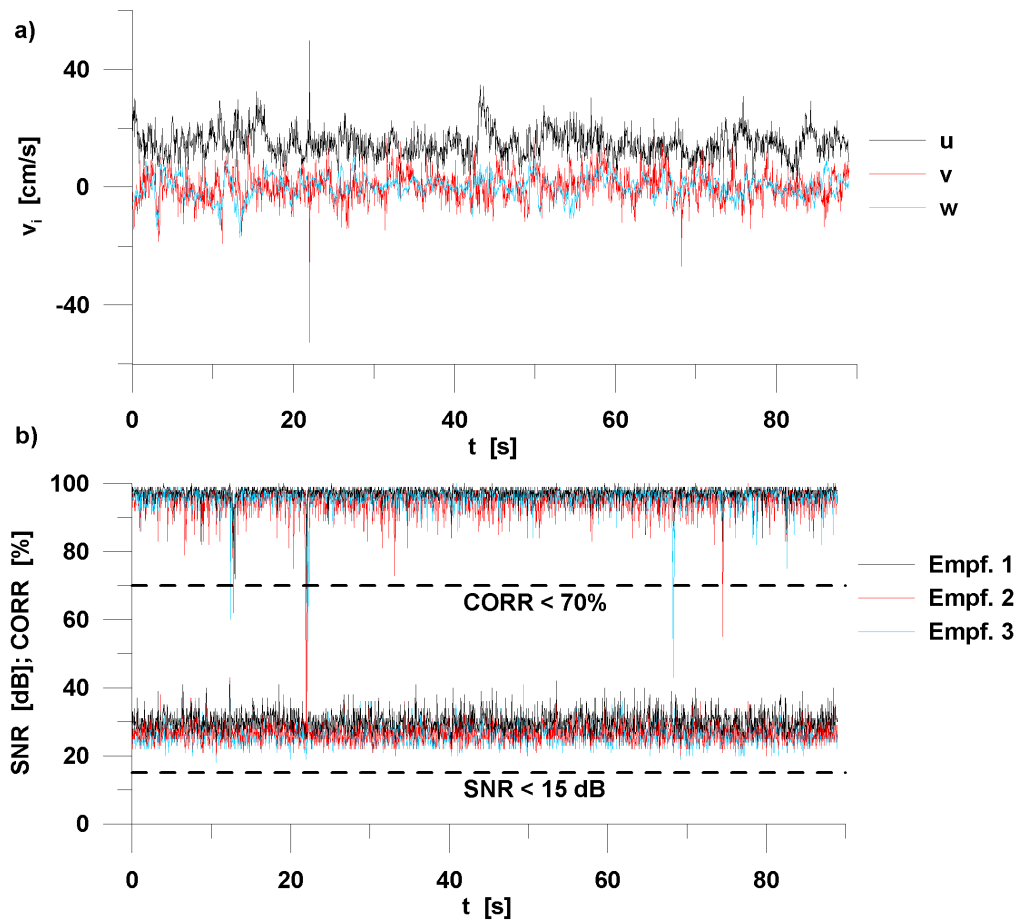 a)
40
0
-40
v_i [cm/s]
0 20 40 60 80
t [s]
u
v
w
b)
100
80
60
40
20
0
SNR [dB]; CORR [%]
CORR < 70%
SNR < 15 dB
0 20 40 60 80
t [s]
Empf. 1
Empf. 2
Empf. 3